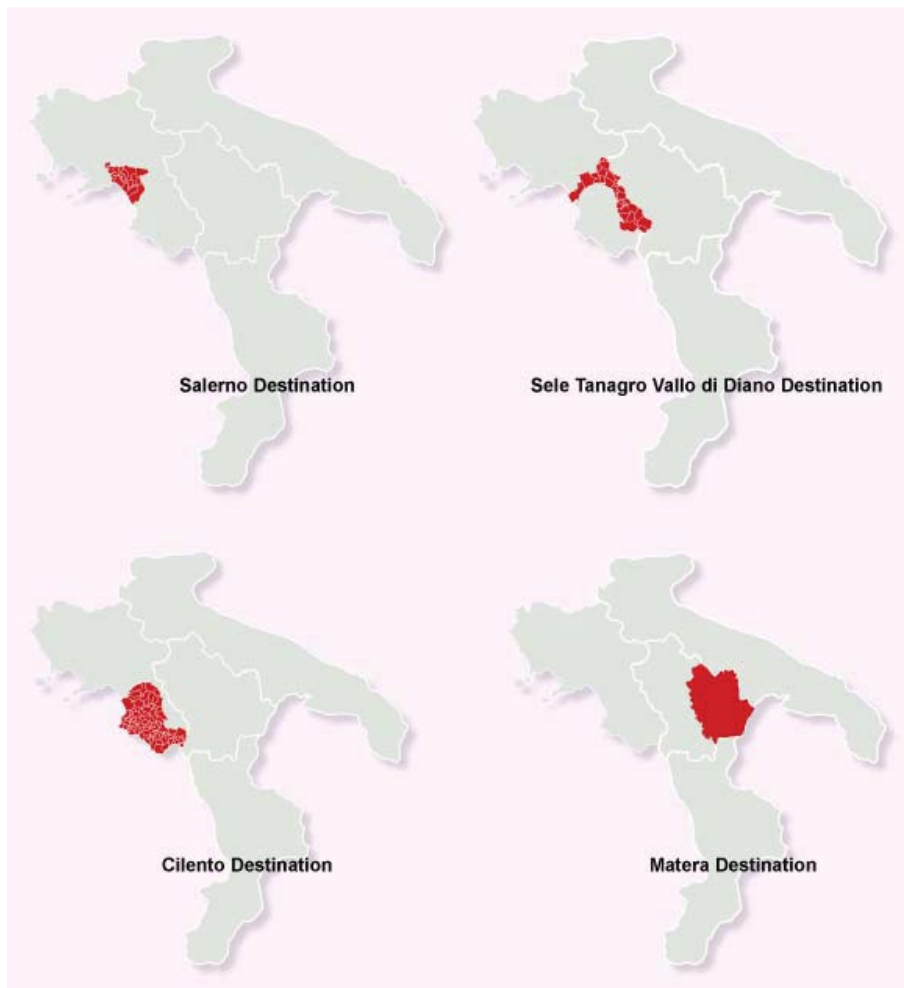 Salerno Destination
Sele Tanagro Vallo di Diano Destination
Cilento Destination
Matera Destination